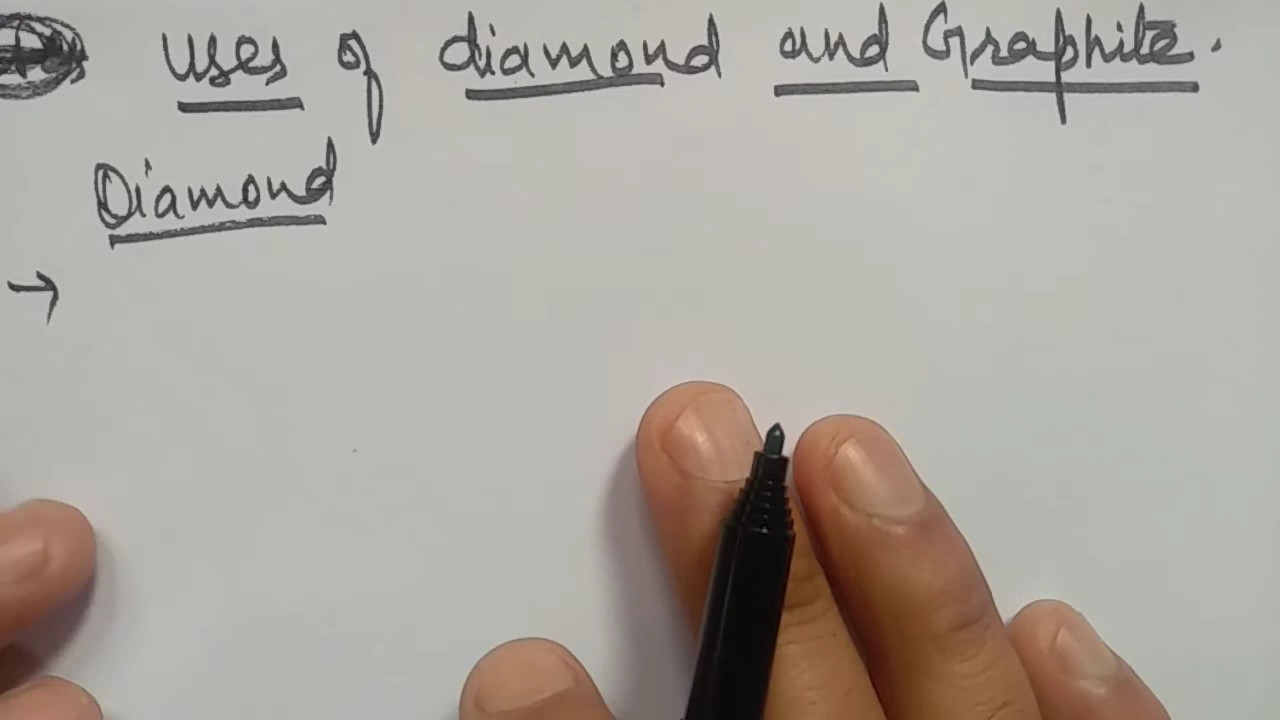 uses of diamond and Graphite.
Diamond
→